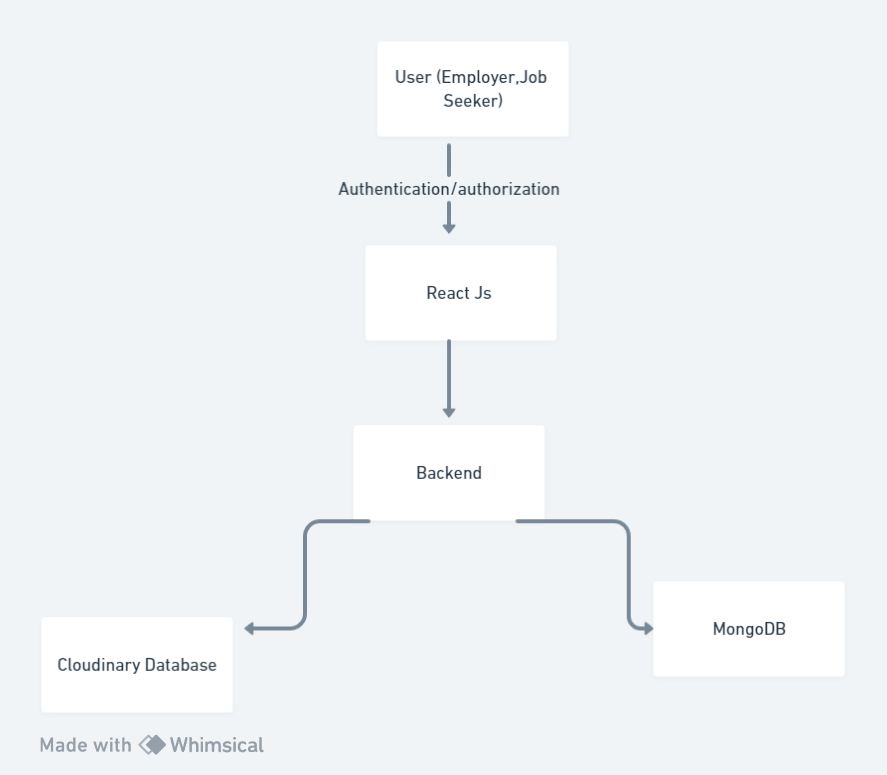 User (Employer,Job
Seeker)
Authentication/authorization
React Js
Backend
MongoDB
Cloudinary Database
Made with Whimsical